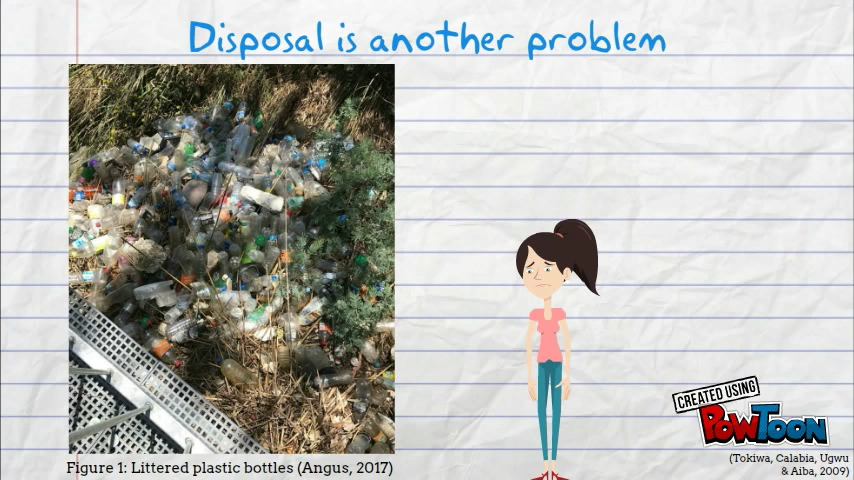 Disposal is another problem
Figure 1: Littered plastic bottles (Angus, 2017)
CREATED USING
POWTOON
(Tokiwa, Calabia, Ugwu
& Aiba, 2009)